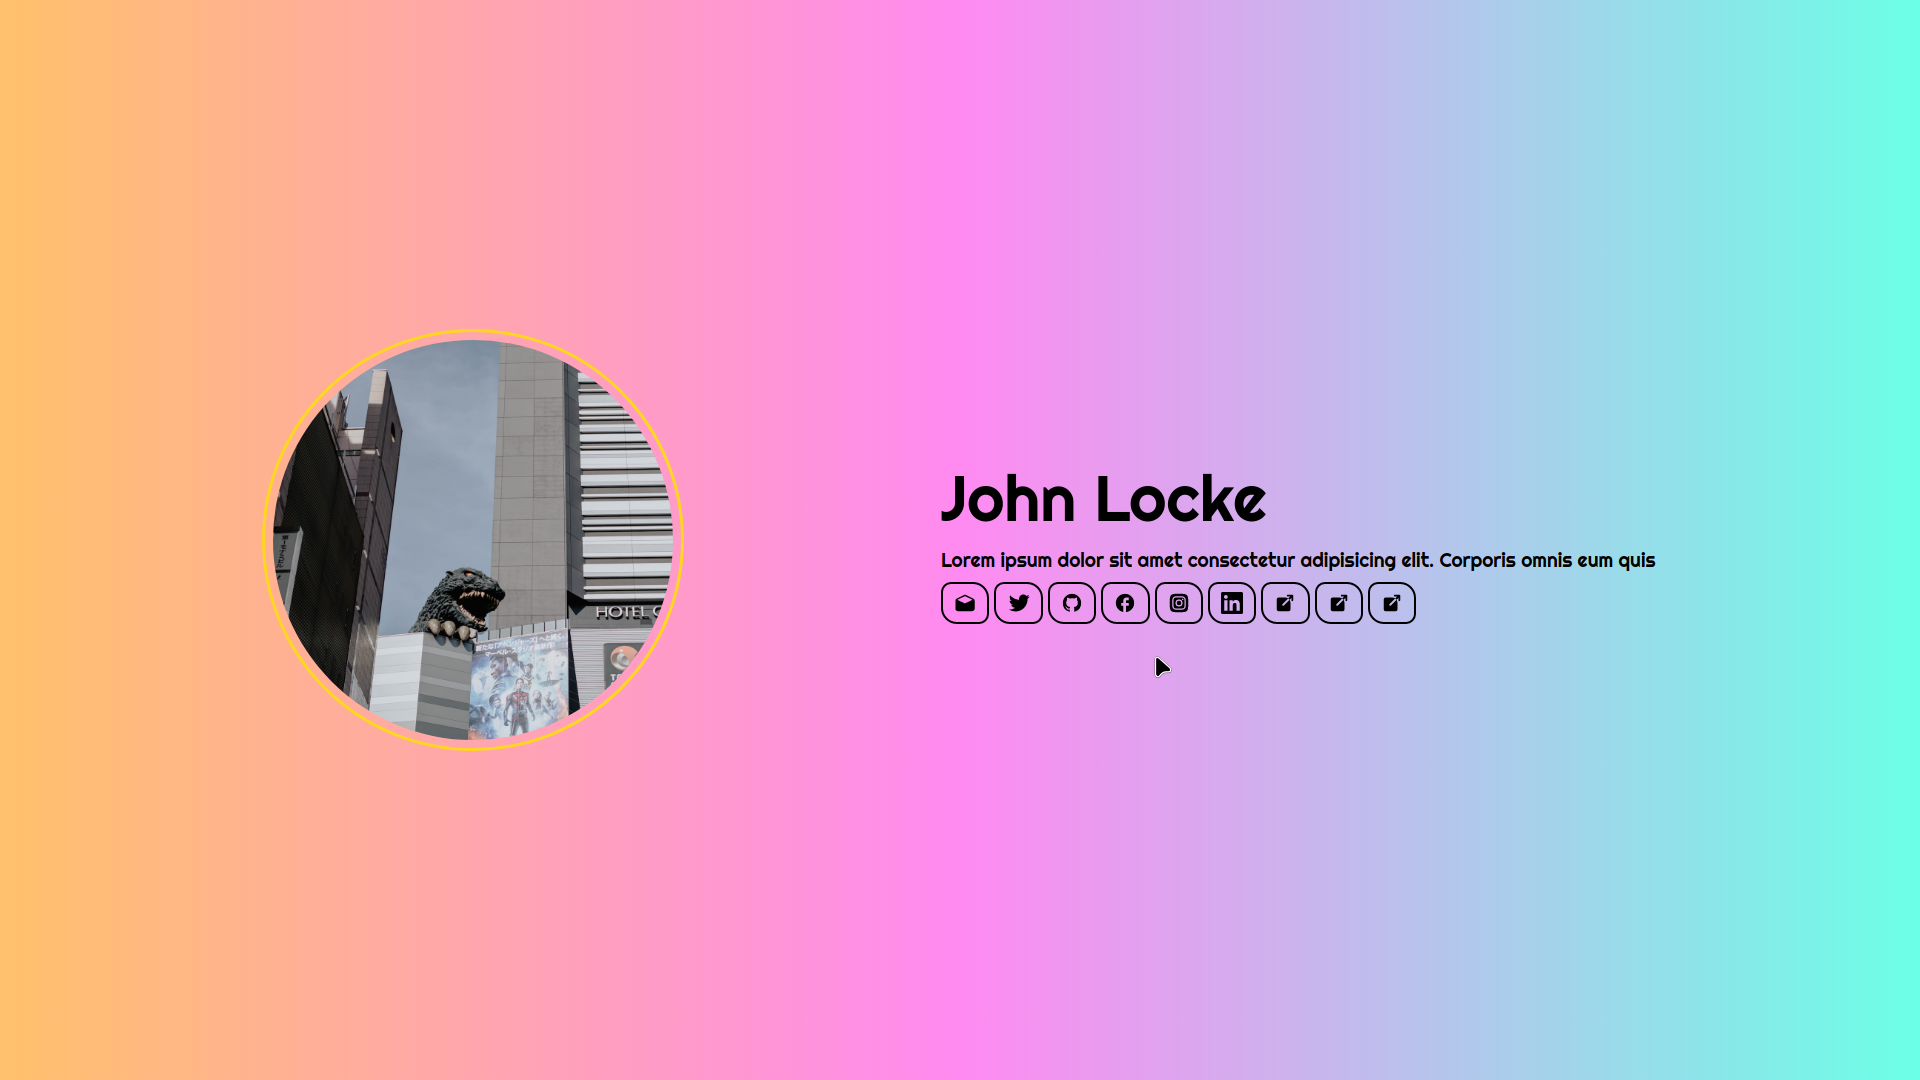 John Locke
Lorem ipsum dolor sit amet consectetur adipisicing elit. Corporis omnis eum quis
HOTEL